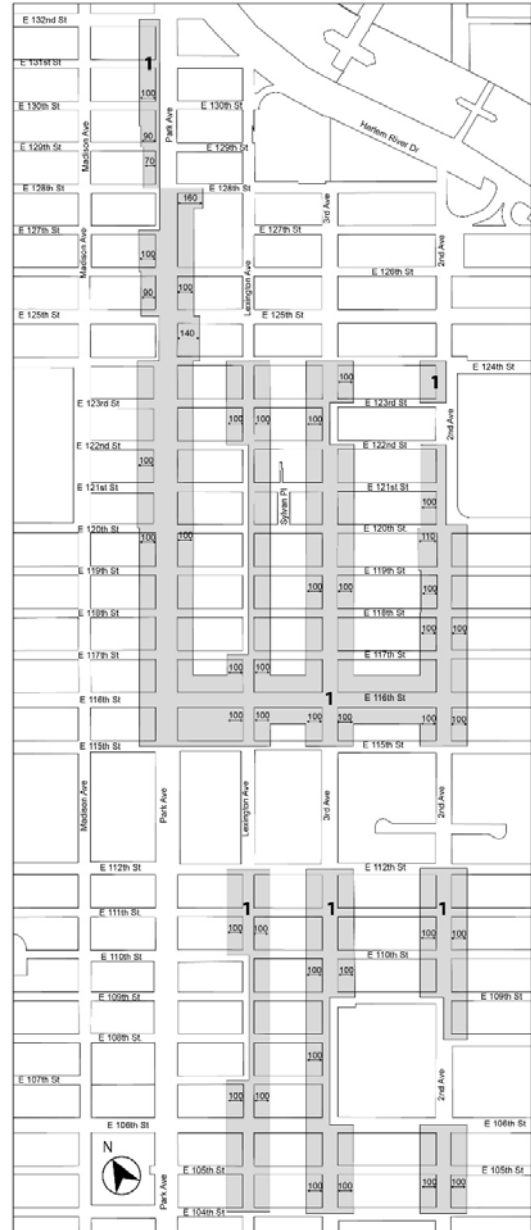 E 132nd St
E 131st St
1
100
E 130th St
Madison Ave
Park Ave
E 130th St
90
E 129th St
E 129th St
70
Harlem River Dr
E 128th St
E 128th St
160
3rd Ave
E 127th St
E 127th St
Madison Ave
100
Lexington Ave
2nd Ave
E 126th St
90
100
E 125th St
E 125th St
140
E 124th St
100
1
E 123rd St
E 123rd St
100
100
100
2nd Ave
E 122nd St
E 122nd St
100
E 121st St
E 121st St
Sylvan Pl
100
E 120th St
E 120th St.
100
100
110
E 119th St
E 119th St
100
100
100
E 118th St
E 118th St
100
100
E 117th St
E 117th St
100
100
E 116th St
1
E 116th St
100
100
100
100
100
100
E 115th St
E 115th St
Madison Ave
Park Ave
Lexington Ave
3rd Ave
2nd Ave
E 112th St
E 112th St
1
1
1
E 111th St.
100
100
100
100
E 110th St
E 110th St
100
100
E 109th St
E 109th St
E 108th St.
100
E 107th St
2nd Ave
100
100
E 106th St
E 106th St
N
E 105th St
E 105th St
Park Ave
100
100
100
100
E 104th St